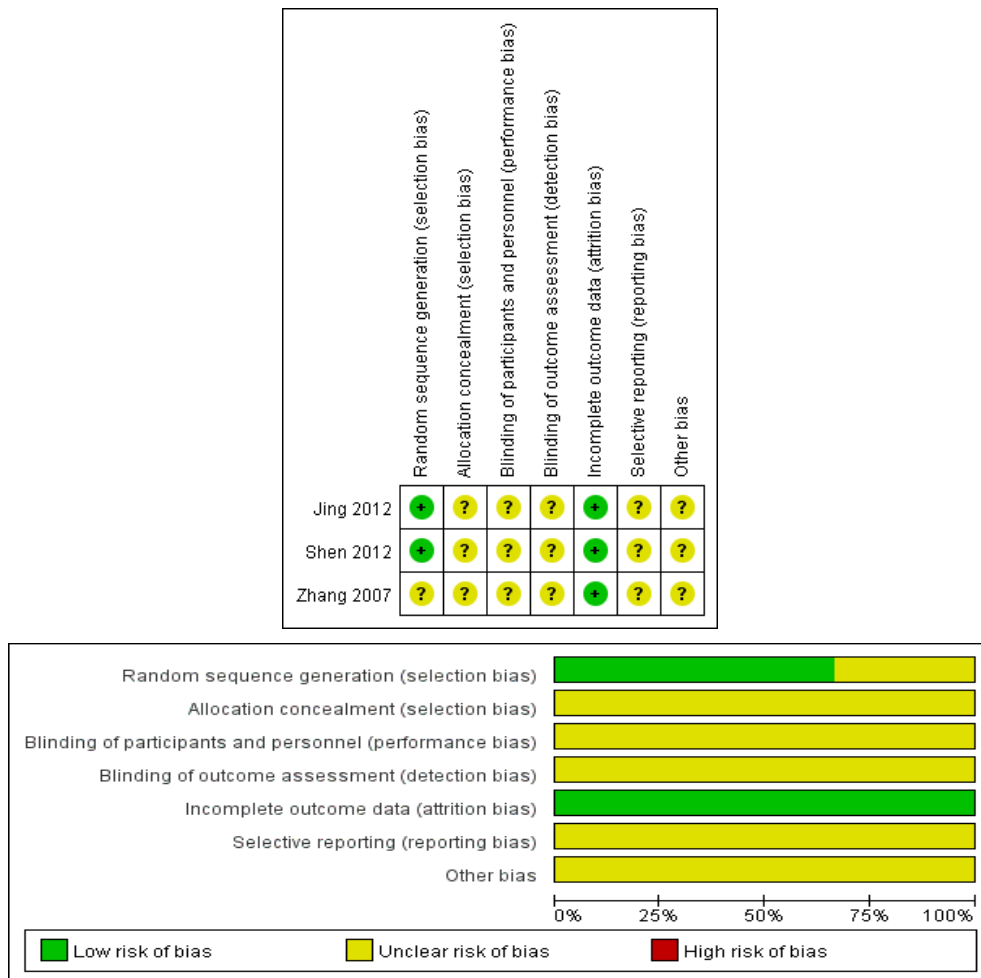 Random sequence generation (selection bias)
Allocation concealment (selection bias)
Blinding of participants and personnel (performance bias)
Blinding of outcome assessment (detection bias)
Incomplete outcome data (attrition bias)
Selective reporting (reporting bias)
Other bias
Jing 2012 + ? ? ? + ? ?
Shen 2012 + ? ? ? + ? ?
Zhang 2007 ? ? ? ? + ? ?
Random sequence generation (selection bias)
Allocation concealment (selection bias)
Blinding of participants and personnel (performance bias)
Blinding of outcome assessment (detection bias)
Incomplete outcome data (attrition bias)
Selective reporting (reporting bias)
Other bias
0% 25% 50% 75% 100%
Low risk of bias Unclear risk of bias High risk of bias